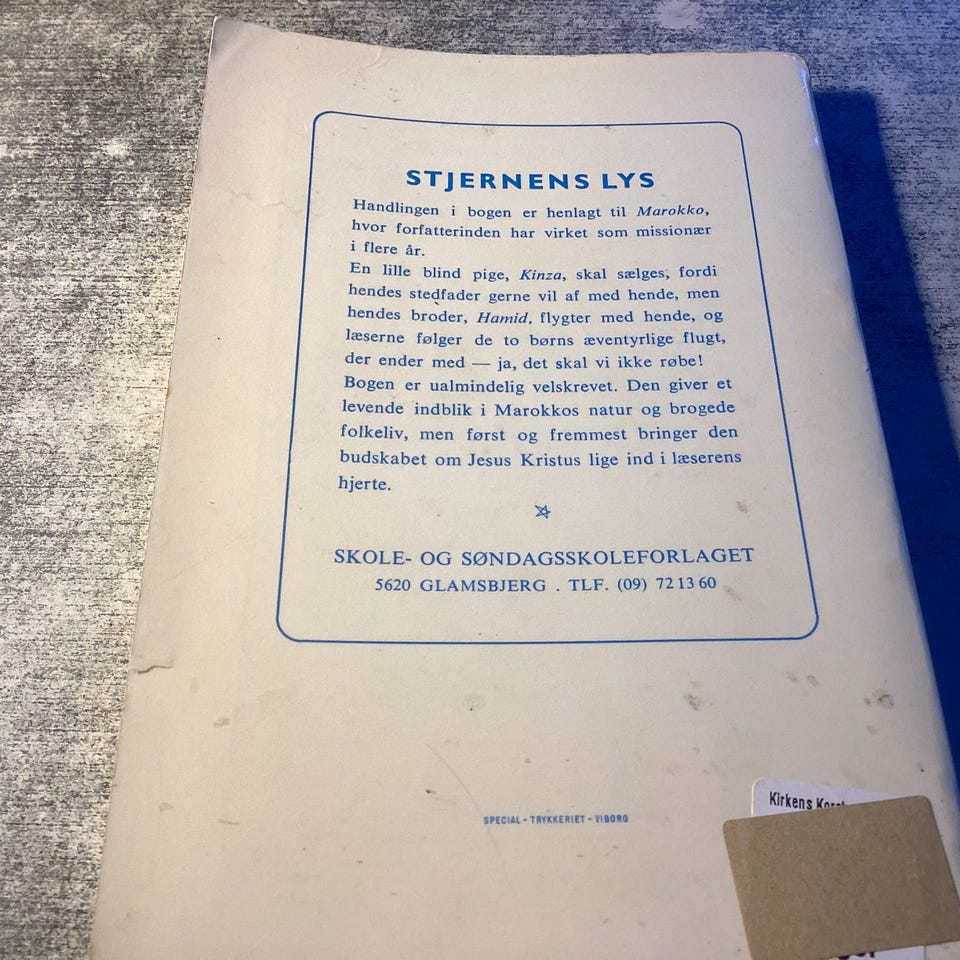 STJERNENS LYS
Handlingen i bogen er henlagt til Marokko,
hvor forfatterinden har virket som missionær
i flere år.
En lille blind pige, Kinza, skal sælges, fordi
hendes stedfader gerne vil af med hende, men
hendes broder, Hamid, flygter med hende, og
læserne følger de to børns æventyrlige flugt,
der ender med — ja, det skal vi ikke røbe!
Bogen er ualmindelig velskrevet. Den giver et
levende indblik i Marokkos natur og brogede
folkeliv, men først og fremmest bringer den
budskabet om Jesus Kristus lige ind i læserens
hjerte.
SKOLE- OG SØNDAGSSKOLEFORLAGET
5620 GLAMSBJERG . TLF. (09) 72 13 60
SPECIAL - TRYKKERIET - VIBORG
Kirkens